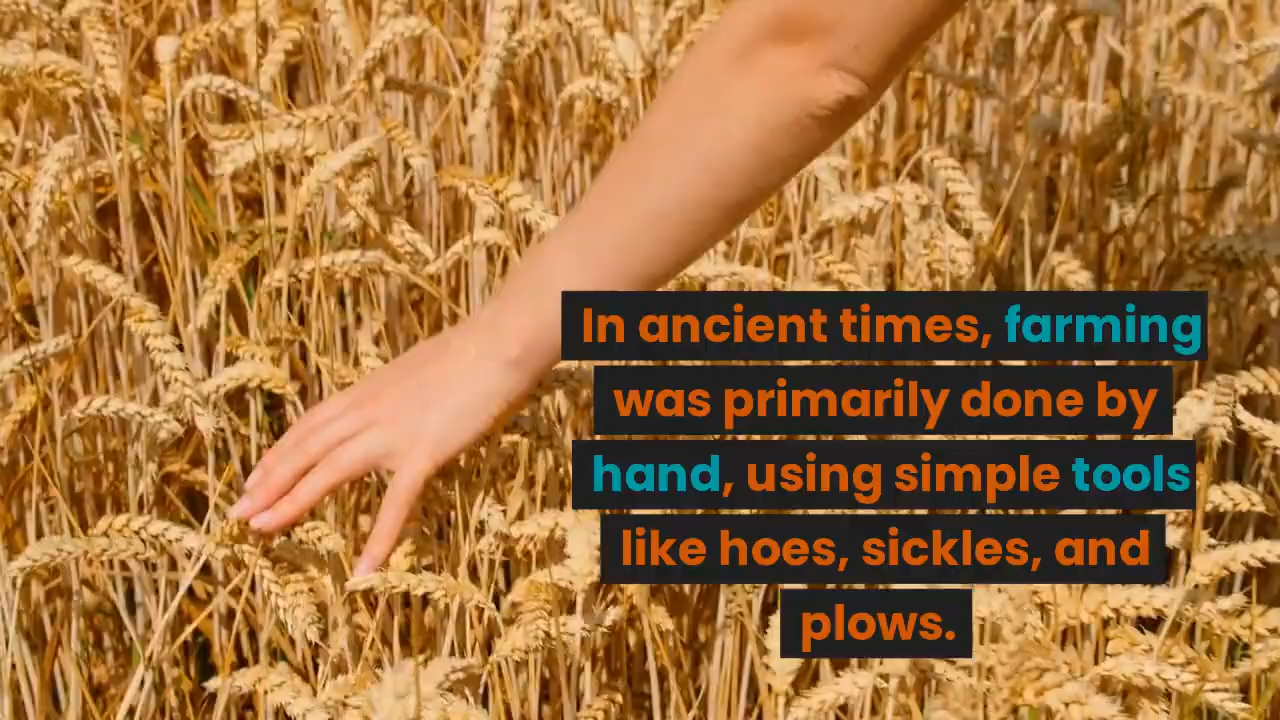 In ancient times, farming
was primarily done by
hand, using simple tools
like hoes, sickles, and
plows.